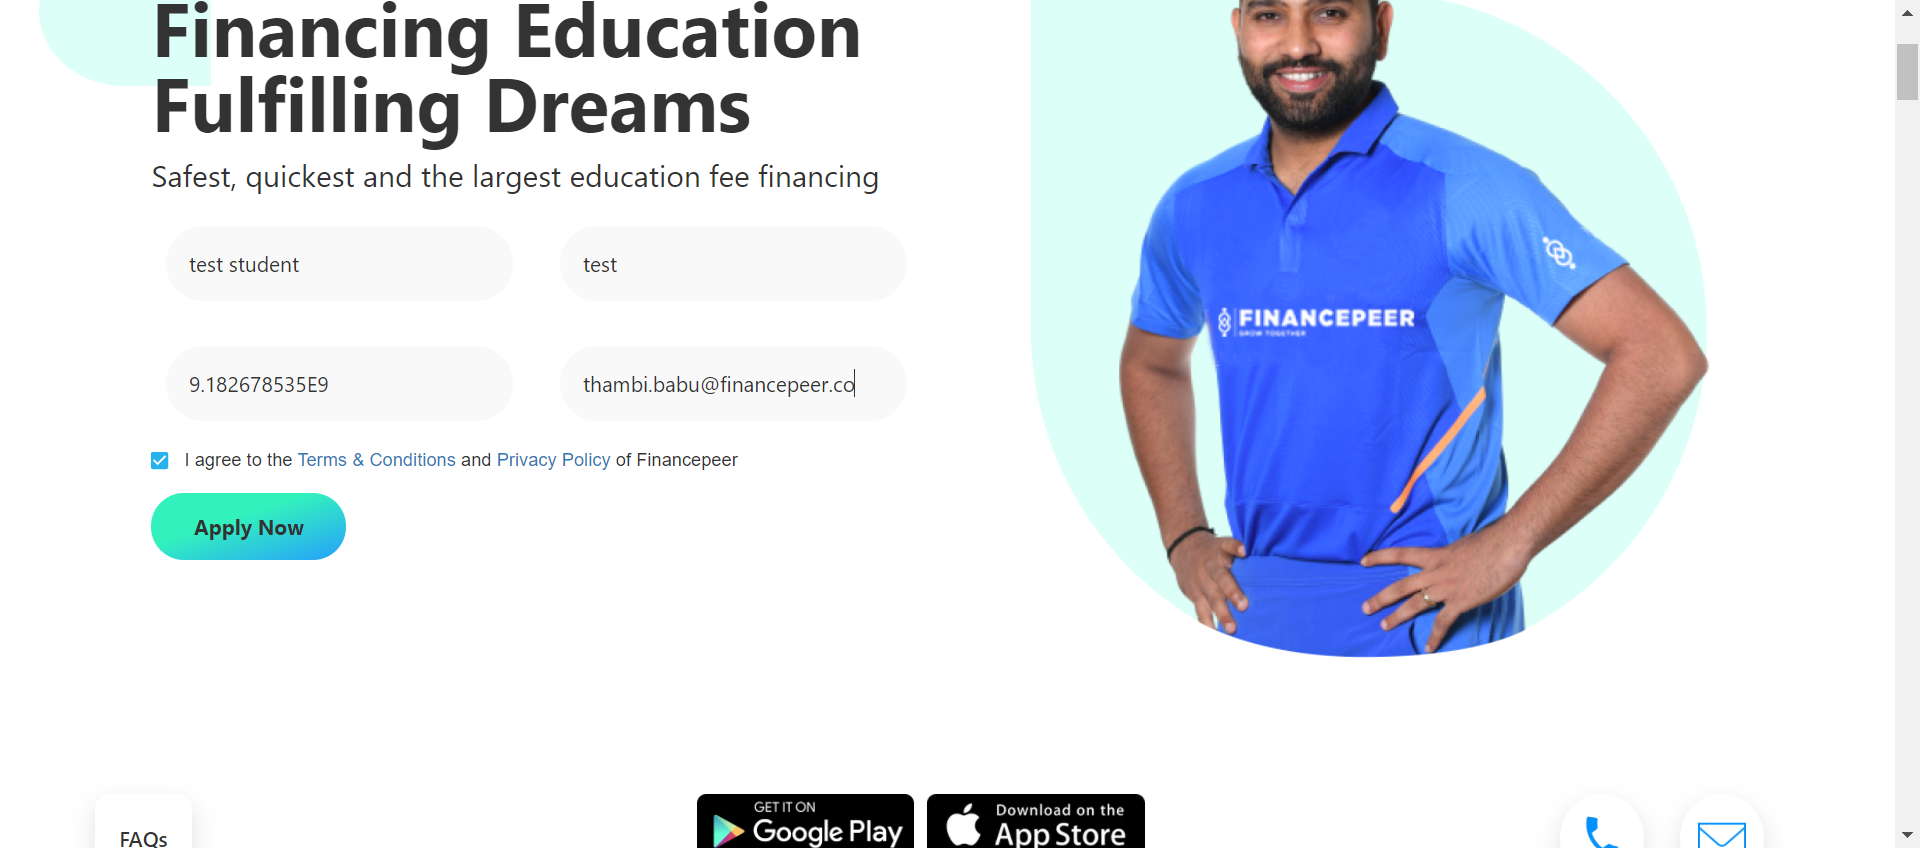 Financing Education
Fulfilling Dreams
Safest, quickest and the largest education fee financing
test student
test
9.182678535E9
thambi.babu@financepeer.co
I agree to the Terms & Conditions and Privacy Policy of Financepeer
Apply Now
FINANCEPEER
GROW TOGETHER
FAQs
GET IT ON
Google Play
Download on the
App Store